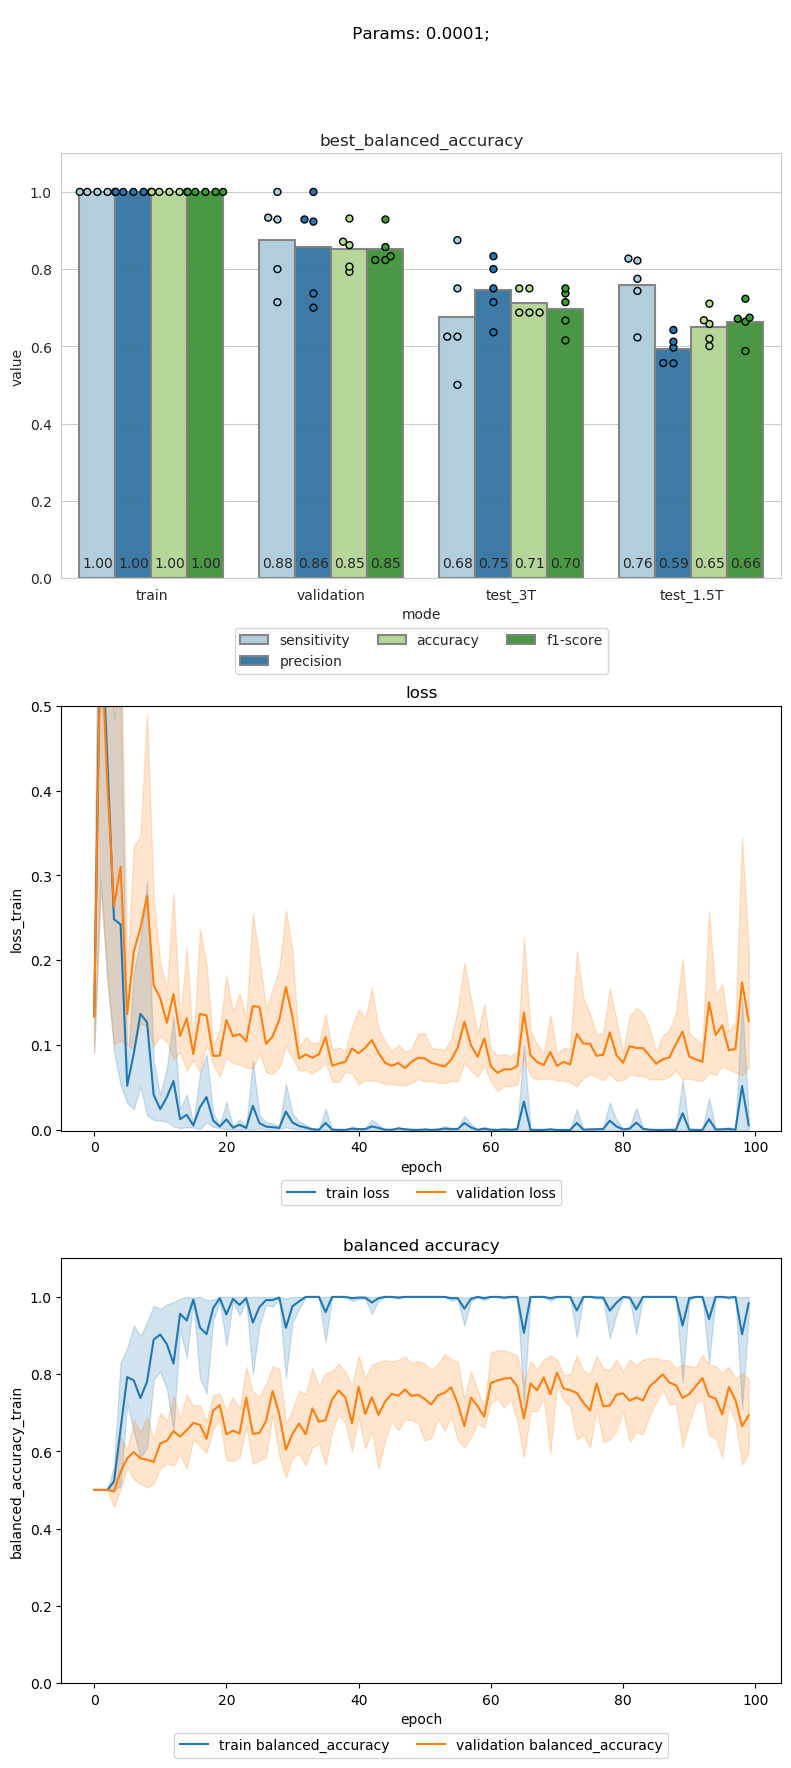 Params: 0.0001;
best_balanced_accuracy
1.0
0.8
0.6
0.4
0.2
0.0
value
1.00 1.00 1.00 1.00 0.88 0.86 0.85 0.85 0.68 0.75 0.71 0.70 0.76 0.59 0.65 0.66
train validation test_3T test_1.5T
mode
sensitivity accuracy f1-score
precision
loss
0.5
0.4
0.3
0.2
0.1
0.0
loss_train
0 20 40 60 80 100
epoch
train loss validation loss
balanced accuracy
1.0
0.8
0.6
0.4
0.2
0.0
balanced_accuracy_train
0 20 40 60 80 100
epoch
train balanced_accuracy validation balanced_accuracy